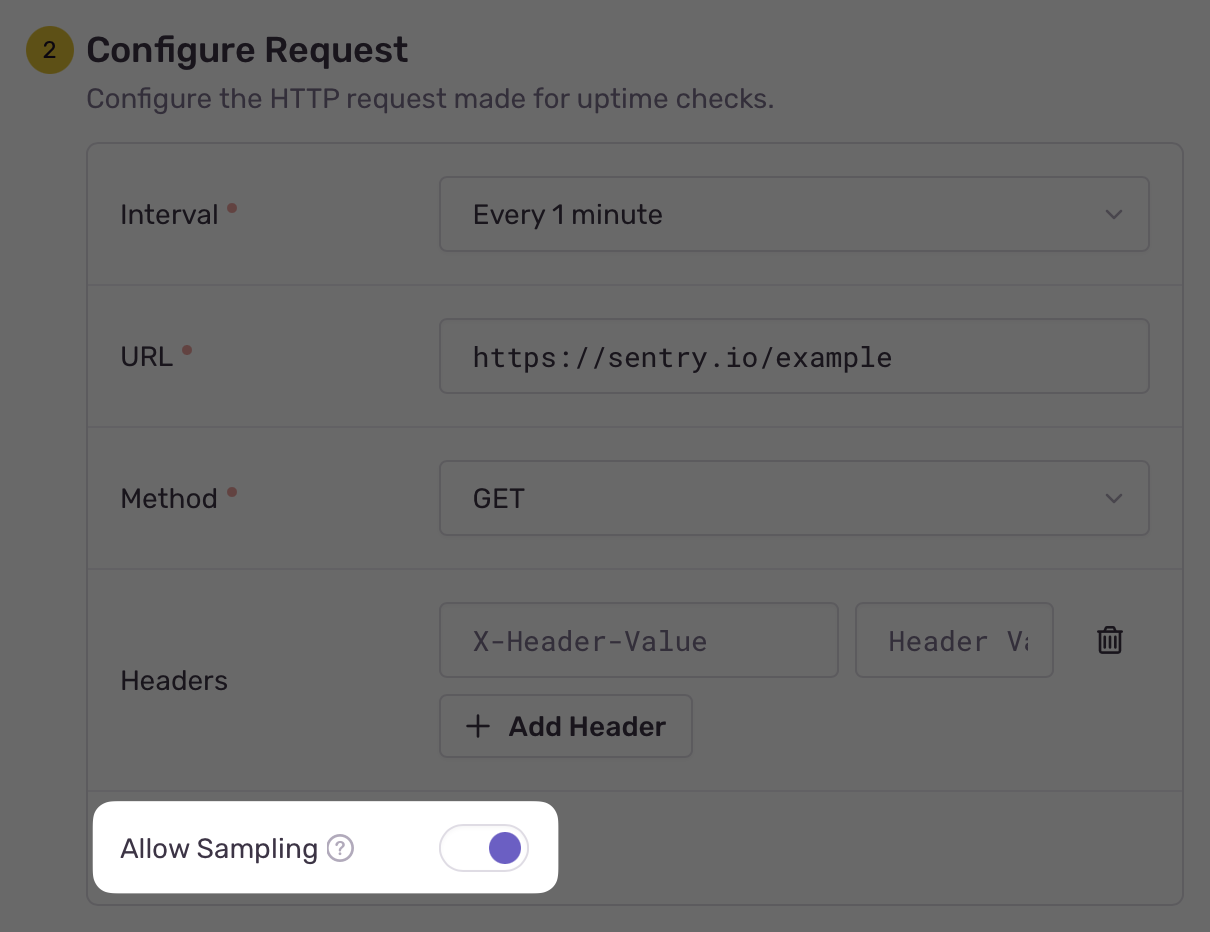 2 Configure Request
Configure the HTTP request made for uptime checks.
Interval Every 1 minute
URL https://sentry.io/example
Method GET
X-Header-Value Header Va
Headers
+ Add Header
Allow Sampling ?